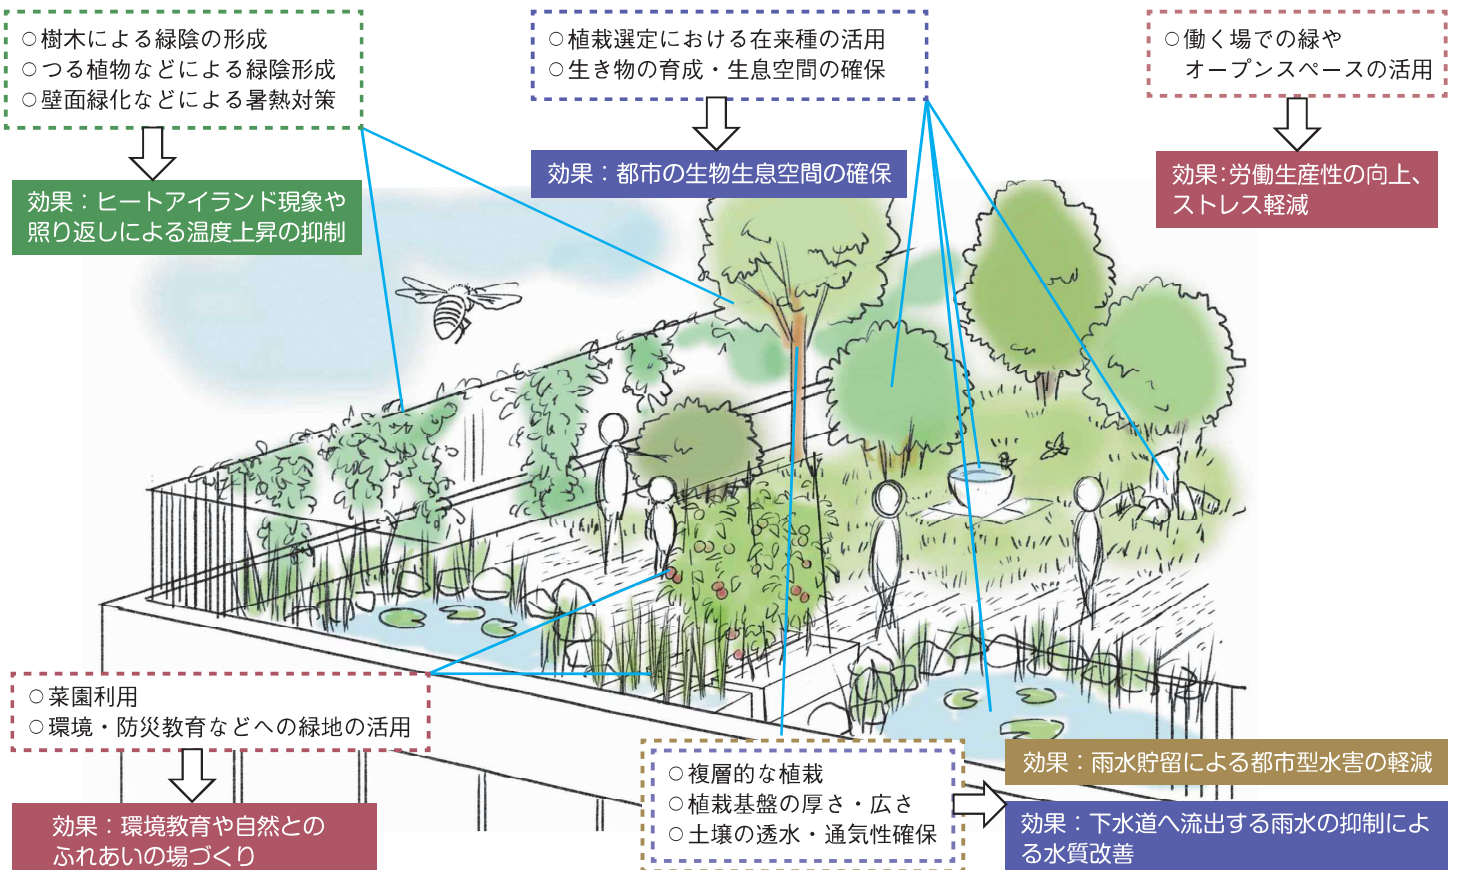 ○樹木による緑陰の形成
○つる植物などによる緑陰形成
○壁面緑化などによる暑熱対策
効果：ヒートアイランド現象や
照り返しによる温度上昇の抑制
○植栽選定における在来種の活用
○生き物の育成・生息空間の確保
効果：都市の生物生息空間の確保
○働く場での緑や
オープンスペースの活用
効果：労働生産性の向上、
ストレス軽減
○菜園利用
○環境・防災教育などへの緑地の活用
効果：環境教育や自然との
ふれあいの場づくり
○複層的な植栽
○植栽基盤の厚さ・広さ
○土壌の透水・通気性確保
効果：雨水貯留による都市型水害の軽減
効果：下水道へ流出する雨水の抑制によ
る水質改善